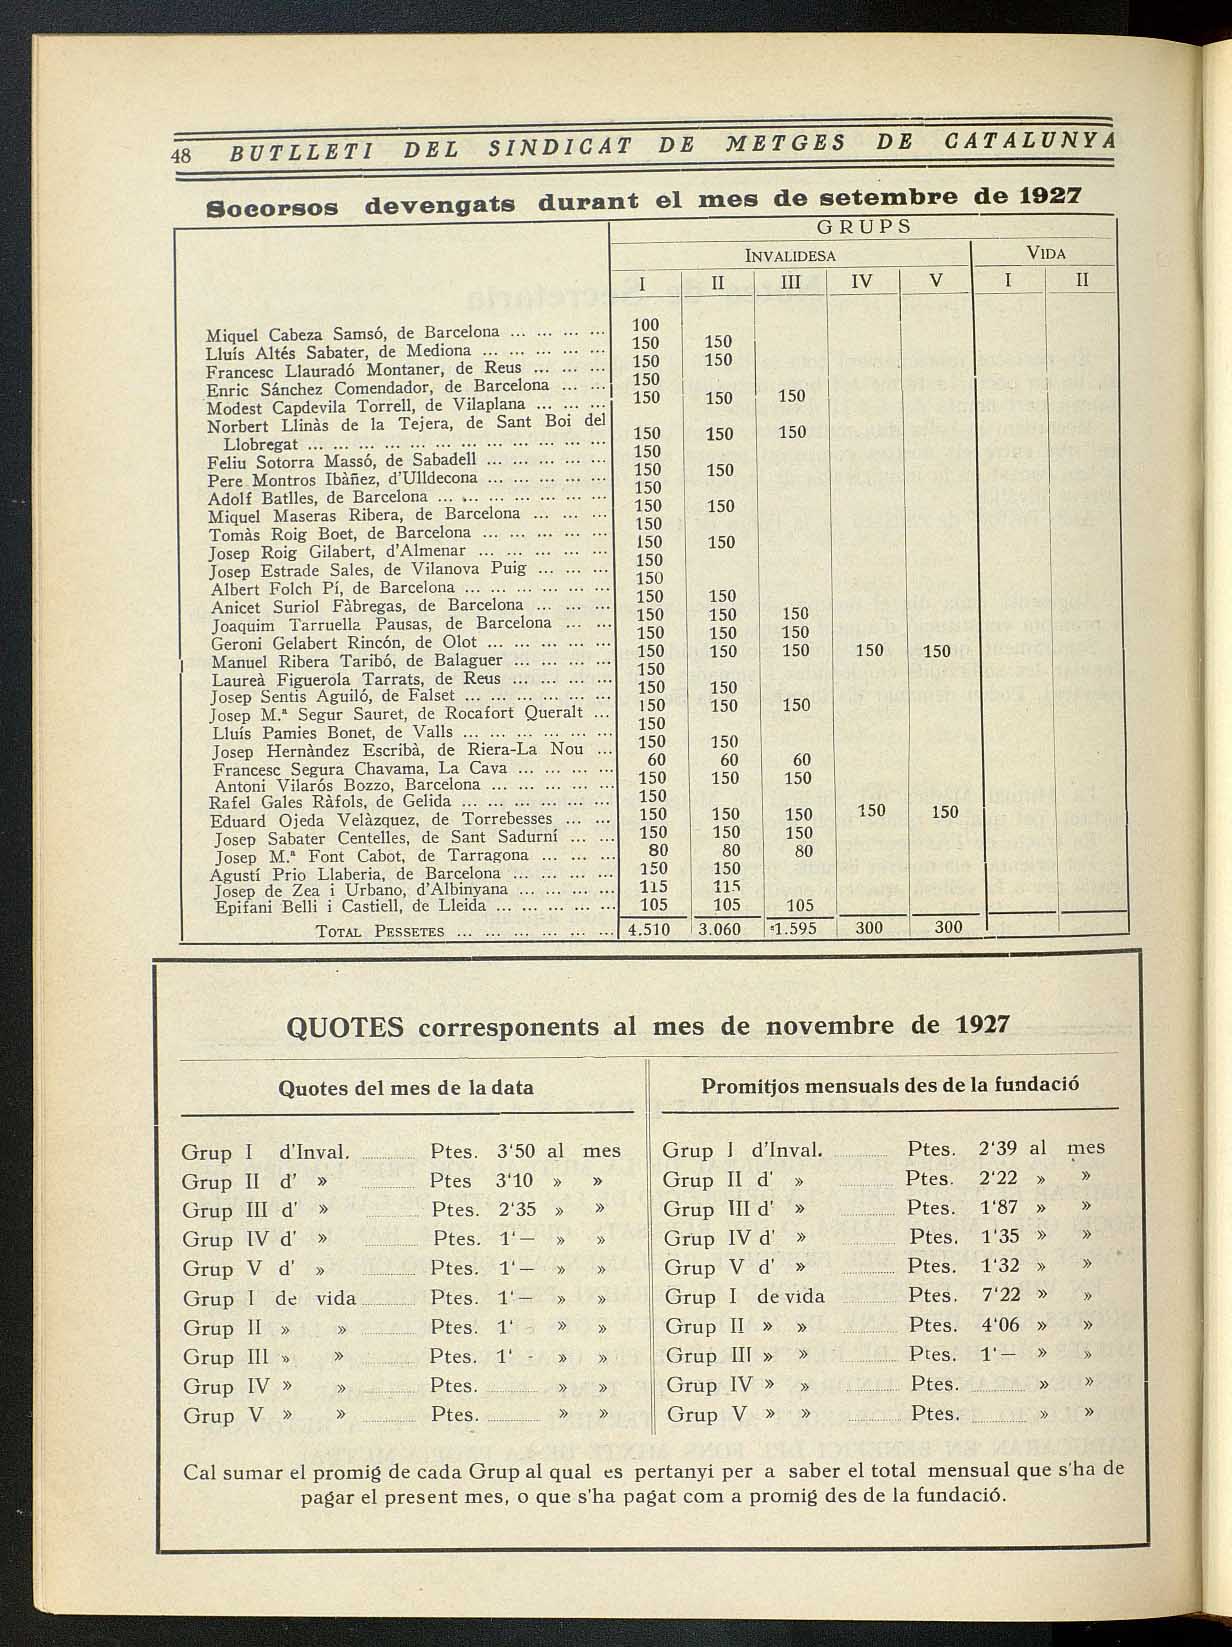 48 BUTLLETI DEL SINDICAT DE METGES DE CATALUNYA
Socorsos devengats durant el mes de setembre de 1927
GRUPS
INVALIDESA VIDA
I II III IV V I II
Miquel Cabeza Samsó, de Barcelona ... ... ... ... 100
Lluís Altés Sabater, de Mediona ... ... ... ... ... 150 150
Francesc Llauradó Montaner, de Reus ... ... ... 150 150
Enric Sánchez Comendador, de Barcelona ... ... 150
Modest Capdevila Torrell, de Vilaplana ... ... ... 150 150 150
Norbert Llinàs de la Tejera, de Sant Boi del
Llobregat ... ... ... ... ... ... ... ... ... ... ... ... 150 150 150
Feliu Sotorra Massó, de Sabadell ... ... ... ... ... 150
Pere Montros Ibàñez, d'Ulldecona ... ... ... ... ... 150 150
Adolf Batlles, de Barcelona ... ... ... ... ... ... ... 150
Miquel Maseras Ribera, de Barcelona ... ... ... 150 150
Tomàs Roig Boet, de Barcelona ... ... ... ... ... 150
Josep Roig Gilabert, d'Almenar ... ... ... ... ... 150 150
Josep Estrade Sales, de Vilanova Puig ... ... ... 150
Albert Folch Pí, de Barcelona ... ... ... ... ... ... 150
Anicet Suriol Fàbregas, de Barcelona ... ... ... 150 150
Joaquim Tarruella Pausas, de Barcelona ... ... 150 150 150
Geroni Gelabert Rincón, de Olot ... ... ... ... ... 150 150 150
Manuel Ribera Taribó, de Balaguer ... ... ... ... 150 150 150 150 150
Laureà Figuerola Tarrats, de Reus ... ... ... ... 150
Josep Sentis Aguiló, de Falset ... ... ... ... ... ... 150 150
Josep M.ª Segur Sauret, de Rocafort Queralt ... 150 150 150
Lluís Pamies Bonet, de Valls ... ... ... ... ... ... 150
Josep Hernàndez Escribà, de Riera-La Nou ... 150 150
Francesc Segura Chavama, La Cava ... ... ... ... 60 60 60
Antoni Vilarós Bozzo, Barcelona ... ... ... ... ... 150 150 150
Rafel Gales Ràfols, de Gelida ... ... ... ... ... ... 150
Eduard Ojeda Velàzquez, de Torrebesses ... ... 150 150 150 150 150
Josep Sabater Centelles, de Sant Sadurní ... ... 150 150 150
Josep M.ª Font Cabot, de Tarragona ... ... ... 80 80 80
Agustí Prio Llaberia, de Barcelona ... ... ... ... 150 150
Josep de Zea i Urbano, d'Albinyana ... ... ... ... 115 115
Epifani Belli i Castiell, de Lleida ... ... ... ... ... 105 105 105
TOTAL PESSETES ... ... ... ... ... ... 4.510 3.060 1.595 300 300
QUOTES corresponents al mes de novembre de 1927
Quotes del mes de la data
Grup I d'Inval. Ptes. 3'50 al mes
Grup II d' » Ptes 3'10 » »
Grup III d' » Ptes. 2'35 » »
Grup IV d' » Ptes. 1'— » »
Grup V d' » Ptes. 1'— » »
Grup I de vida Ptes. 1'— » »
Grup II » » Ptes. 1' - » »
Grup III » » Ptes. 1' - » »
Grup IV » » Ptes. » »
Grup V » » Ptes. » »
Promitjos mensuals des de la fundació
Grup I d'Inval. Ptes. 2'39 al mes
Grup II d' » Ptes. 2'22 » »
Grup III d' » Ptes. 1'87 » »
Grup IV d' » Ptes. 1'35 » »
Grup V d' » Ptes. 1'32 » »
Grup I de vida Ptes. 7'22 » »
Grup II » » Ptes. 4'06 » »
Grup III » » Ptes. 1'— » »
Grup IV » » Ptes. » »
Grup V » » Ptes. » »
Cal sumar el promig de cada Grup al qual es pertanyi per a saber el total mensual que s'ha de
pagar el present mes, o que s'ha pagat com a promig des de la fundació.